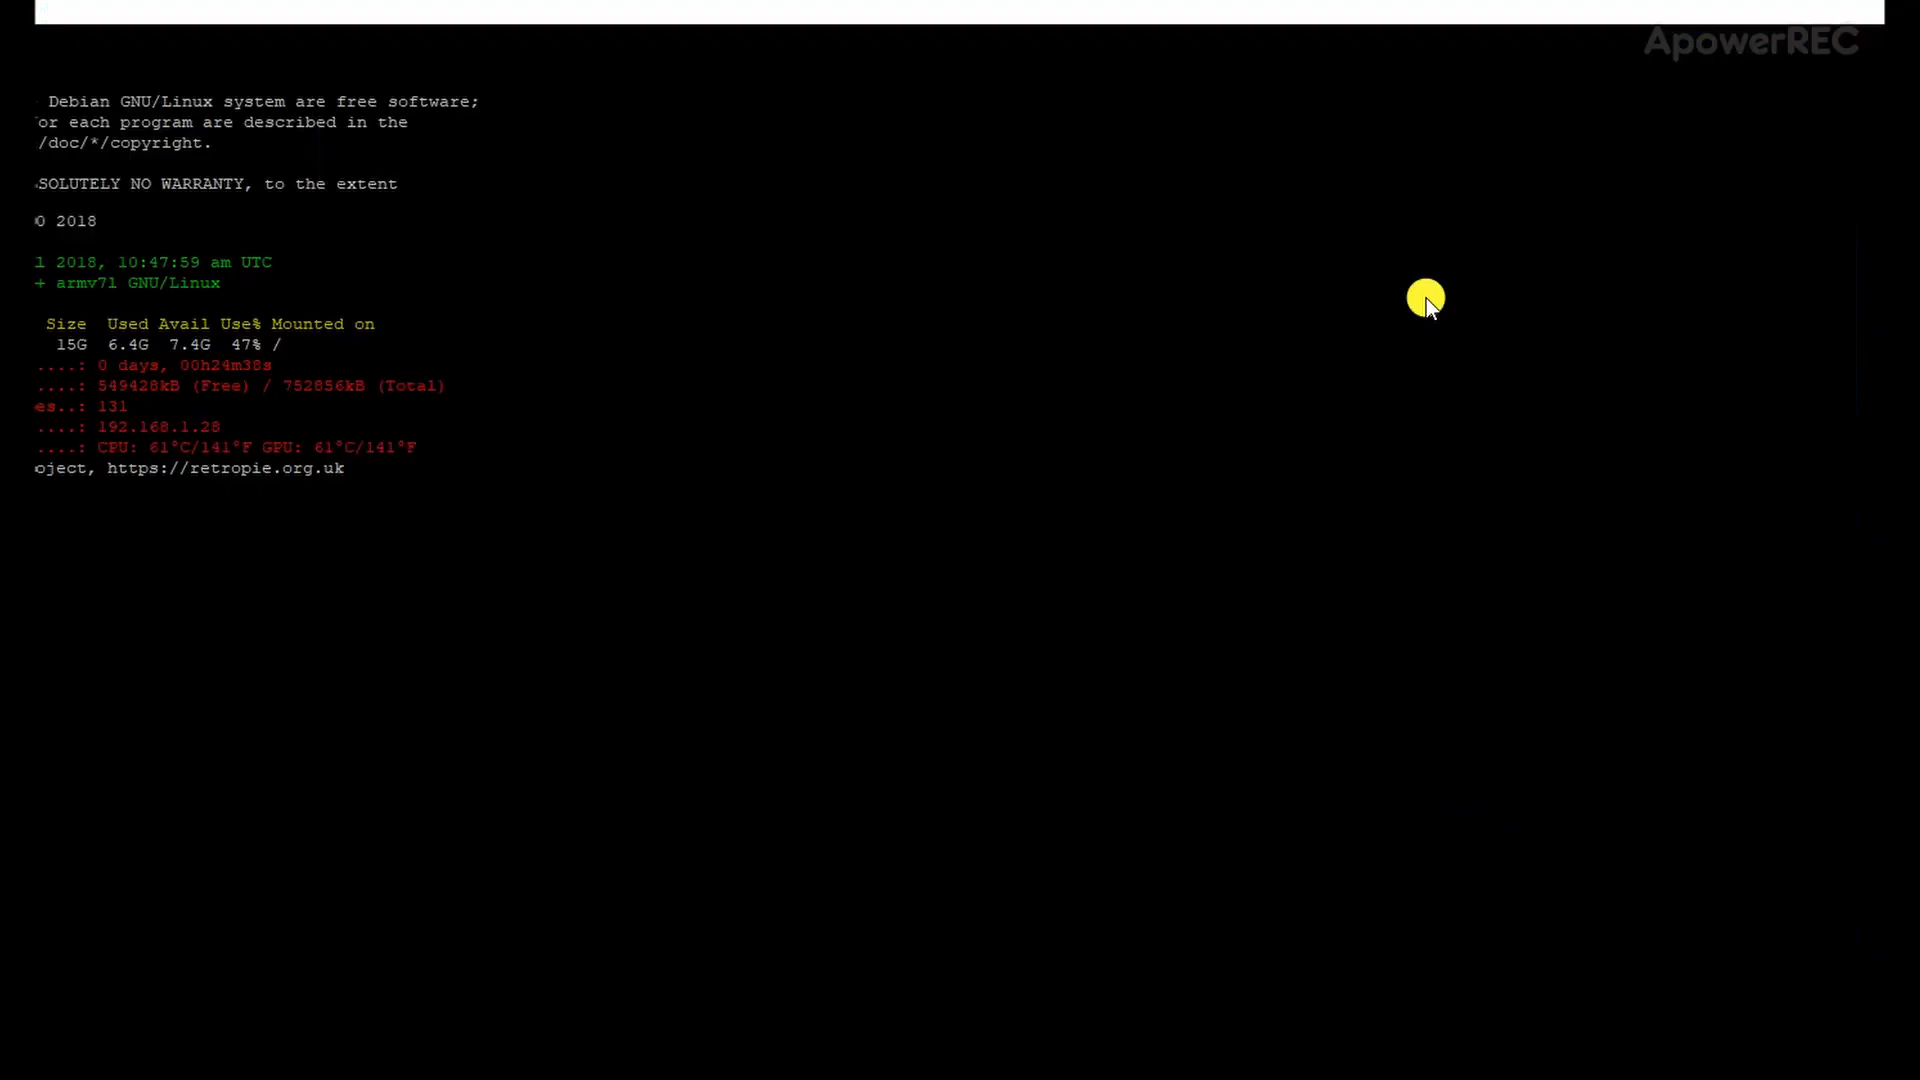 ApowerREC
Debian GNU/Linux system are free software;
or each program are described in the
/doc/*/copyright.
SOLUTELY NO WARRANTY, to the extent
0 2018
1 2018, 10:47:59 am UTC
+ armv7l GNU/Linux
Size Used Avail Use% Mounted on
15G 6.4G 7.4G 47% /
....: 0 days, 00h24m38s
....: 549428kB (Free) / 752856kB (Total)
es..: 131
....: 192.168.1.28
....: CPU: 61°C/141°F GPU: 61°C/141°F
oject, https://retropie.org.uk